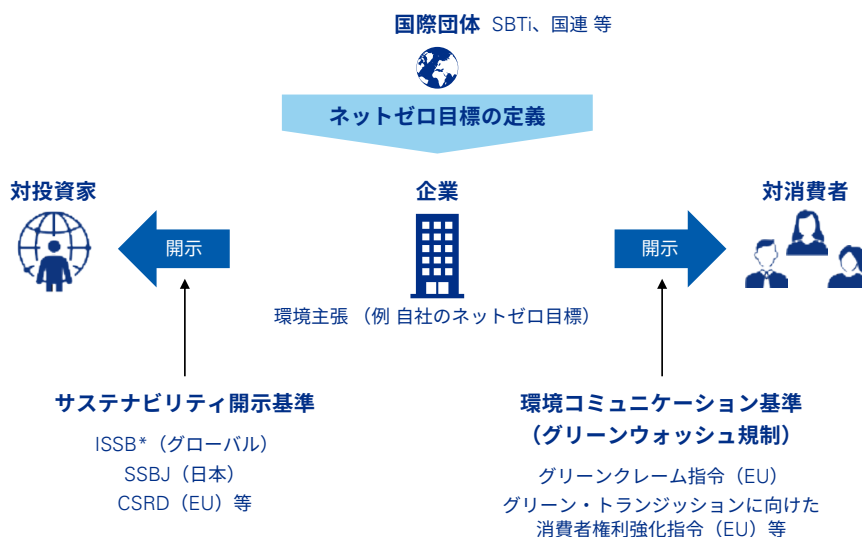 国際団体 SBTi、国連 等
ネットゼロ目標の定義
対投資家
企業
対消費者
開示
開示
環境主張 （例 自社のネットゼロ目標）
サステナビリティ開示基準
ISSB*（グローバル）
SSBJ（日本）
CSRD（EU）等
環境コミュニケーション基準
（グリーンウォッシュ規制）
グリーンクレーム指令（EU）
グリーン・トランジッションに向けた
消費者権利強化指令（EU）等